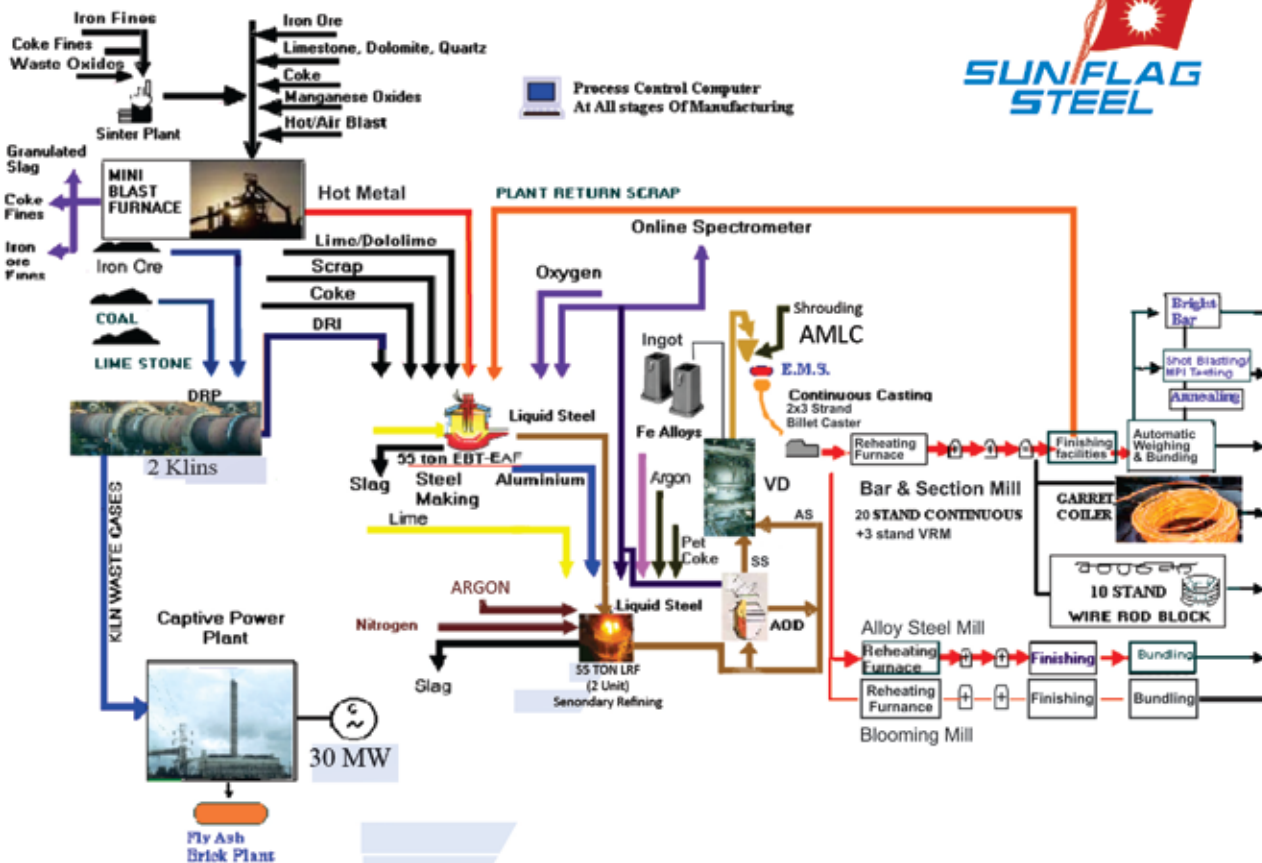 SUNFLAG
STEEL
Iron Fines
Coke Fines
Waste Oxides
Sinter Plant
Iron Ore
Limestone, Dolomite, Quartz
Coke
Manganese Oxides
Hot/Air Blast
Process Control Computer
At All stages Of Manufacturing
Granulated
Slag
Coke
Fines
Iron
ore
Fines
MINI
BLAST
FURNACE
Hot Metal
PLANT RETURN SCRAP
Online Spectrometer
Iron Ore
COAL
LIME STONE
Lime/Dololime
Scrap
Coke
DRI
Oxygen
DRP
2 Klins
Ingot
Shrouding
AMLC
E.M.S.
Continuous Casting
2x3 Strand
Billet Caster
Bright
Bar
Shot Blasting/
MPI Testing
Annealing
Liquid Steel
55 ton EBT-EAF
Steel
Making
Slag
Aluminium
Lime
Fe Alloys
Argon
Pet
Coke
VD
AS
SS
AOD
Reheating
Furnace
Finishing
facilities
Automatic
Weighing
& Bunding
Bar & Section Mill
20 STAND CONTINUOUS
+3 stand VRM
GARRET
COILER
10 STAND
WIRE ROD BLOCK
KILN WASTE GASES
ARGON
Nitrogen
Liquid Steel
Slag
55 TON LRF
(2 Unit)
Senondary Refining
Captive Power
Plant
30 MW
Fly Ash
Brick Plant
Alloy Steel Mill
Reheating
Furnace
Finishing
Bundling
Reheating
Furnance
Finishing
Bundling
Blooming Mill